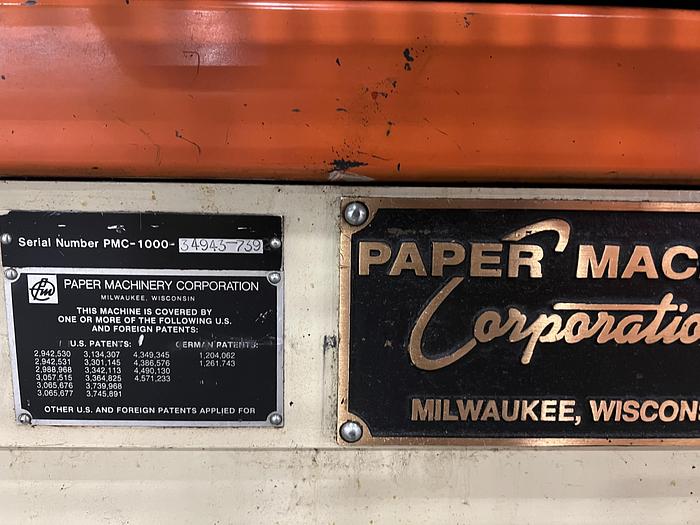 Serial Number PMC-1000- 34943-739
pmc
PAPER MACHINERY CORPORATION
MILWAUKEE, WISCONSIN
THIS MACHINE IS COVERED BY
ONE OR MORE OF THE FOLLOWING U.S.
AND FOREIGN PATENTS:
U.S. PATENTS: GERMAN PATENTS:
2,942,530 3,134,307 4,349,345 1,204,062
2,942,531 3,301,145 4,386,576 1,261,743
2,988,968 3,342,113 4,490,130
3,057,515 3,364,825 4,571,233
3,065,676 3,739,968
3,065,677 3,745,891
OTHER U.S. AND FOREIGN PATENTS APPLIED FOR
PAPER MAC
Corporatio
MILWAUKEE, WISCON